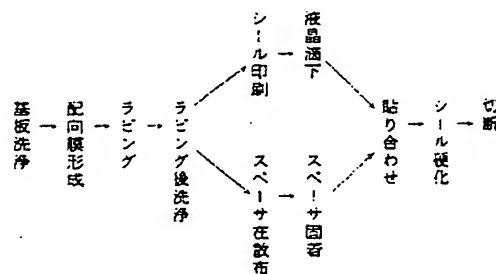 基板洗浄
配向膜形成
ラビング
ラビング後洗浄
シール印刷
液晶滴下
スペーサ在散布
スペーサ固着
貼り合わせ
シール硬化
切断